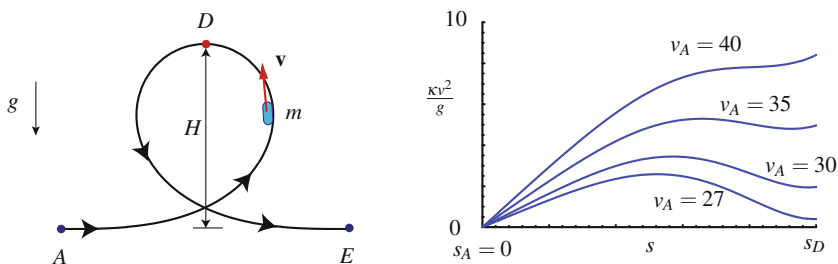 D
v
g
H
m
A
E
10
κv²/g
0
v_A = 40
v_A = 35
v_A = 30
v_A = 27
s_A = 0
s
s_D